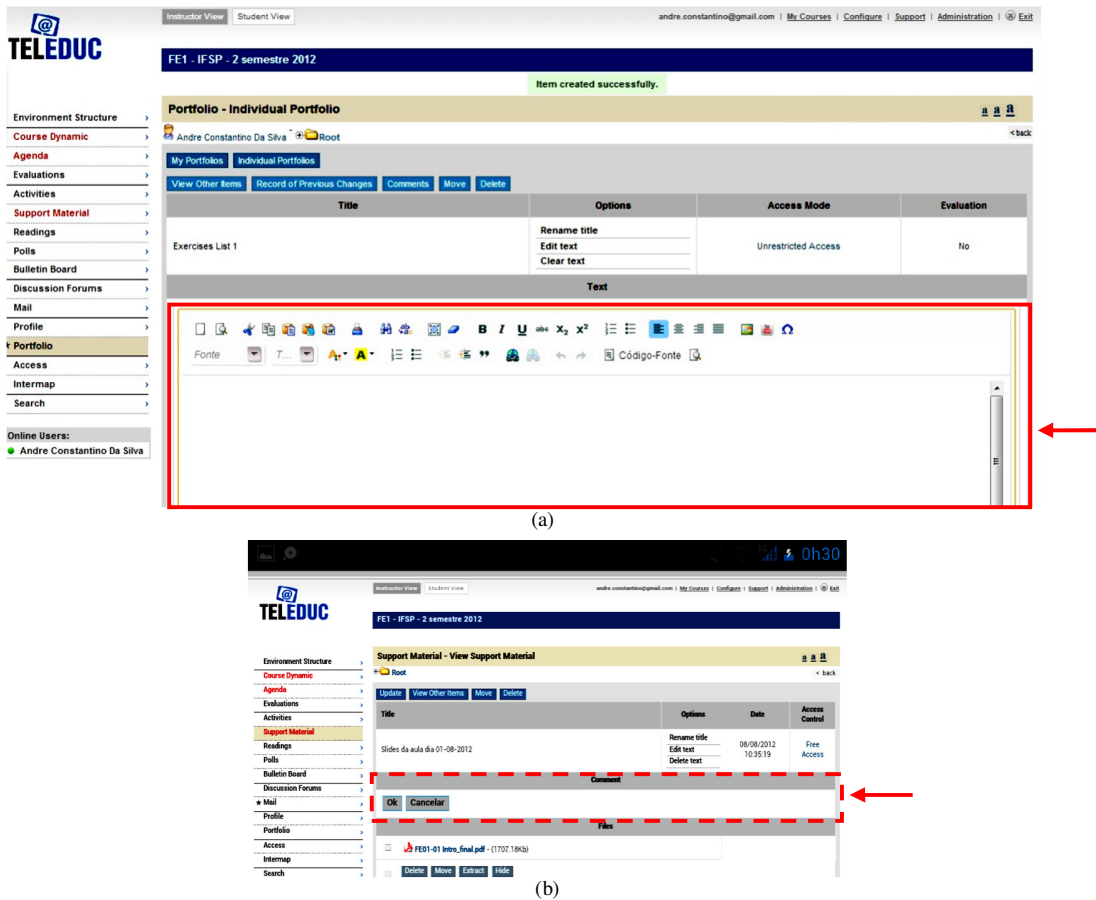 Instructor View Student View
andre.constantino@gmail.com | My Courses | Configure | Support | Administration | Exit
@
TELEDUC
FE1 - IFSP - 2 semestre 2012
Item created successfully.
Portfolio - Individual Portfolio
a a a
Andre Constantino Da Silva Root
< back
My Portfolios Individual Portfolios
View Other Items Record of Previous Changes Comments Move Delete
Title Options Access Mode Evaluation
Exercises List 1
Rename title
Edit text
Clear text
Unrestricted Access
No
Text
B I U abc X₂ X² Ω
Fonte T... A A Código-Fonte
Environment Structure
Course Dynamic
Agenda
Evaluations
Activities
Support Material
Readings
Polls
Bulletin Board
Discussion Forums
Mail
Profile
Portfolio
Access
Intermap
Search
Online Users:
Andre Constantino Da Silva
(a)
3G 0h30
Instructor View Student View
andre.constantino@gmail.com | My Courses | Configure | Support | Administration | Exit
@
TELEDUC
FE1 - IFSP - 2 semestre 2012
Support Material - View Support Material
a a a
Root
< back
Update View Other Items Move Delete
Title Options Date Access Control
Slides da aula dia 01-08-2012
Rename title
Edit text
Delete text
08/08/2012
10:35:19
Free
Access
Comment
Ok Cancelar
Files
FE01-01 Intro_final.pdf - (1707.18Kb)
Delete Move Extract Hide
Environment Structure
Course Dynamic
Agenda
Evaluations
Activities
Support Material
Readings
Polls
Bulletin Board
Discussion Forums
Mail
Profile
Portfolio
Access
Intermap
Search
(b)